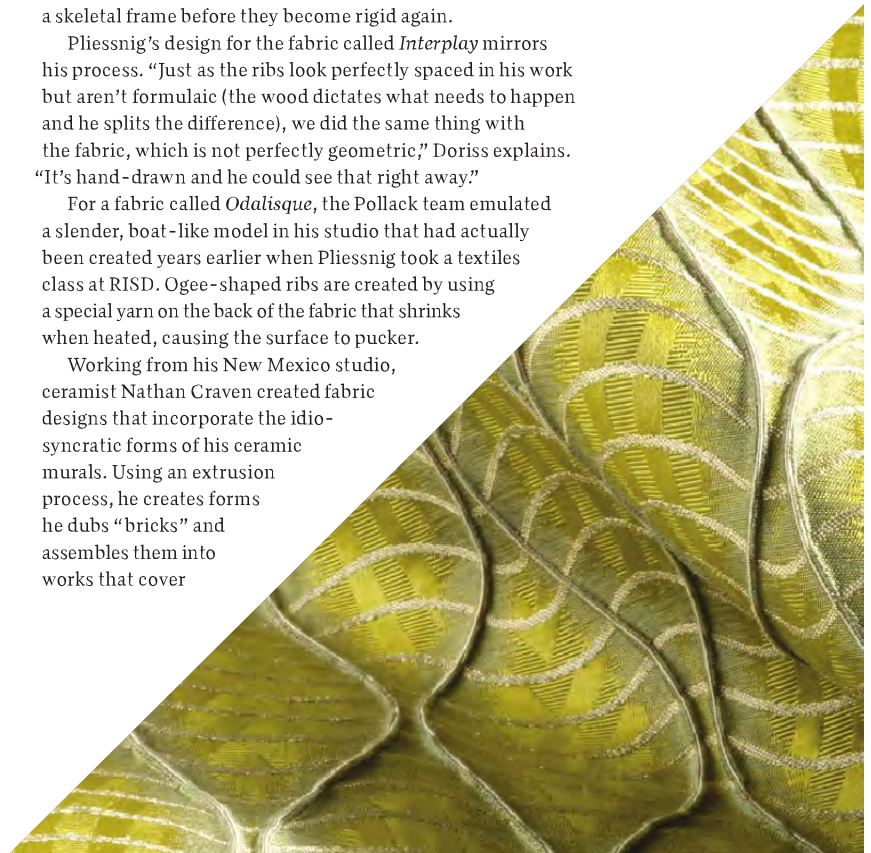 a skeletal frame before they become rigid again.
Pliessnig’s design for the fabric called Interplay mirrors
his process. “Just as the ribs look perfectly spaced in his work
but aren’t formulaic (the wood dictates what needs to happen
and he splits the difference), we did the same thing with
the fabric, which is not perfectly geometric,” Doriss explains.
“It’s hand-drawn and he could see that right away.”
For a fabric called Odalisque, the Pollack team emulated
a slender, boat-like model in his studio that had actually
been created years earlier when Pliessnig took a textiles
class at RISD. Ogee-shaped ribs are created by using
a special yarn on the back of the fabric that shrinks
when heated, causing the surface to pucker.
Working from his New Mexico studio,
ceramist Nathan Craven created fabric
designs that incorporate the idio-
syncratic forms of his ceramic
murals. Using an extrusion
process, he creates forms
he dubs “bricks” and
assembles them into
works that cover